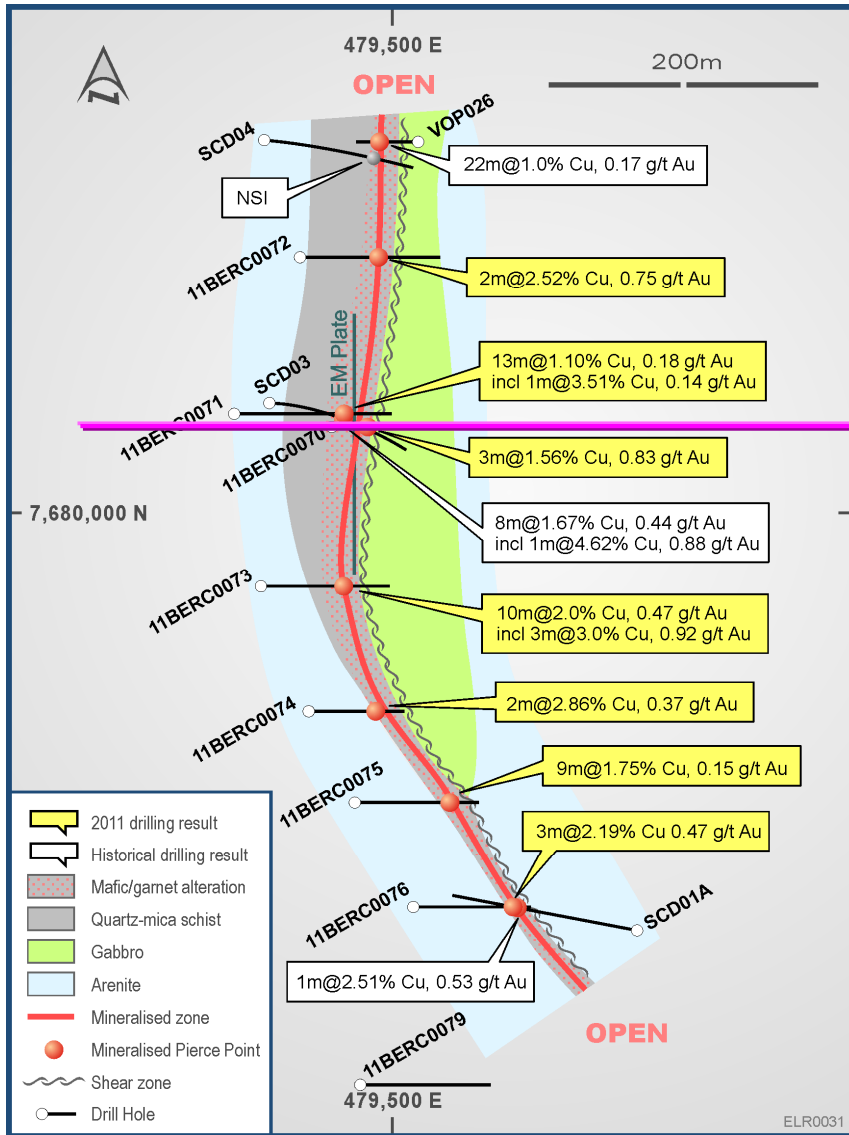 479,500 E
OPEN
200m
N
SCD04
VOP026
22m@1.0% Cu, 0.17 g/t Au
NSI
11BERC0072
2m@2.52% Cu, 0.75 g/t Au
EM Plate
13m@1.10% Cu, 0.18 g/t Au
incl 1m@3.51% Cu, 0.14 g/t Au
SCD03
11BERC0071
11BERC0070
3m@1.56% Cu, 0.83 g/t Au
7,680,000 N
8m@1.67% Cu, 0.44 g/t Au
incl 1m@4.62% Cu, 0.88 g/t Au
11BERC0073
10m@2.0% Cu, 0.47 g/t Au
incl 3m@3.0% Cu, 0.92 g/t Au
11BERC0074
2m@2.86% Cu, 0.37 g/t Au
11BERC0075
9m@1.75% Cu, 0.15 g/t Au
3m@2.19% Cu 0.47 g/t Au
11BERC0076
SCD01A
1m@2.51% Cu, 0.53 g/t Au
OPEN
11BERC0079
479,500 E
2011 drilling result
Historical drilling result
Mafic/garnet alteration
Quartz-mica schist
Gabbro
Arenite
Mineralised zone
Mineralised Pierce Point
Shear zone
Drill Hole
ELR0031